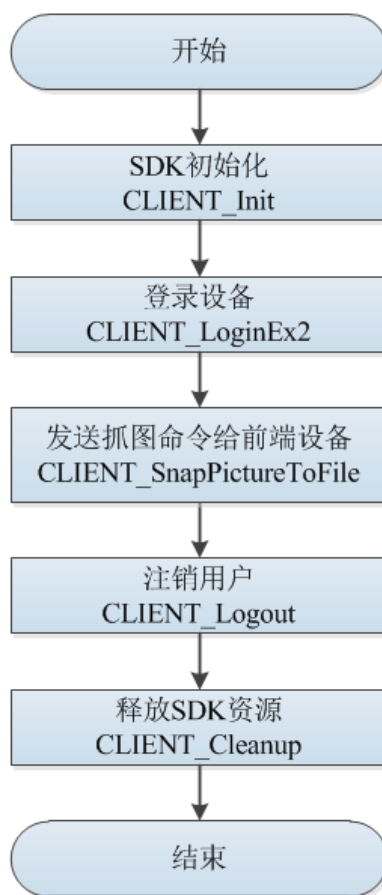 开始
SDK初始化
CLIENT_Init
登录设备
CLIENT_LoginEx2
发送抓图命令给前端设备
CLIENT_SnapPictureToFile
注销用户
CLIENT_Logout
释放SDK资源
CLIENT_Cleanup
结束